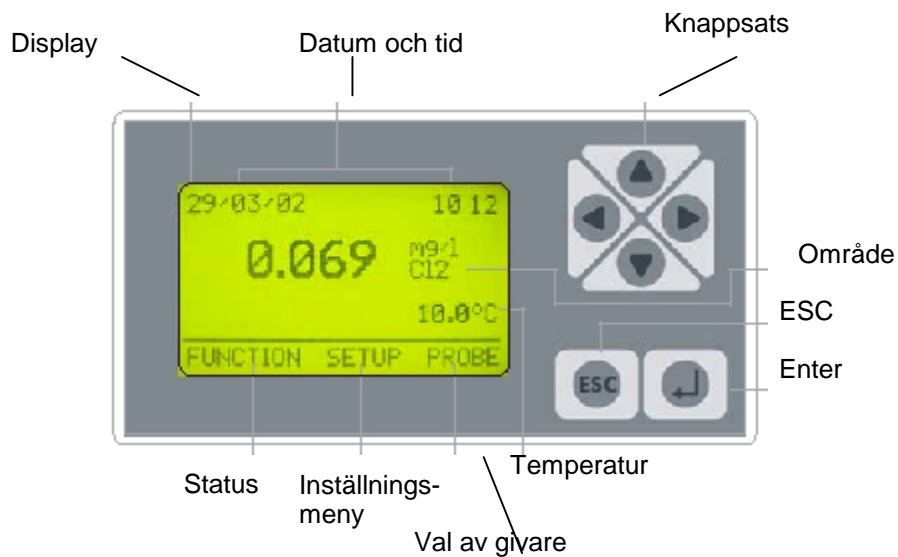 Display
Datum och tid
Knappsats
29/03/02 10 12
0.069 mg/l
Cl2
10.0°C
FUNCTION SETUP PROBE
Område
ESC
ESC
Enter
Temperatur
Status
Inställnings-
meny
Val av givare